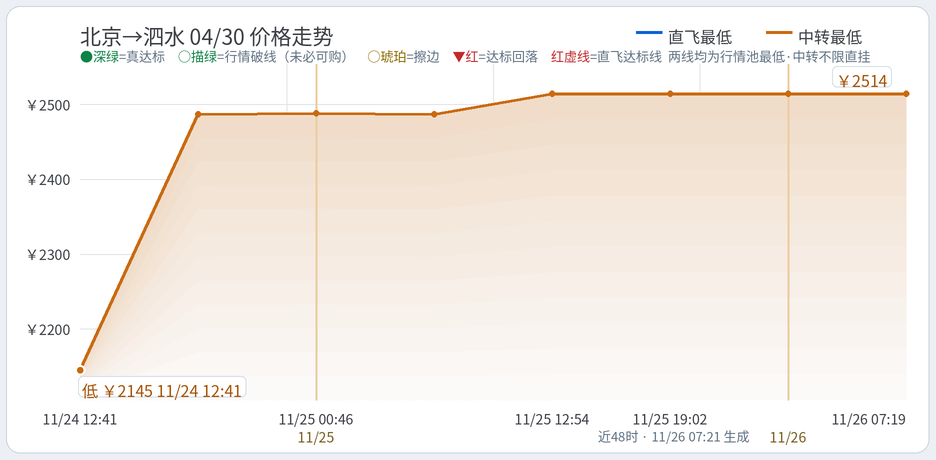 北京→泗水 04/30 价格走势
直飞最低 中转最低
●深绿=真达标 ○描绿=行情破线（未必可购） ○琥珀=擦边 ▼红=达标回落 红虚线=直飞达标线 两线均为行情池最低·中转不限直挂
￥2514
￥2500
￥2400
￥2300
￥2200
低 ￥2145 11/24 12:41
11/24 12:41 11/25 00:46 11/25 12:54 11/25 19:02 11/26 07:19
11/25 近48时 · 11/26 07:21 生成 11/26